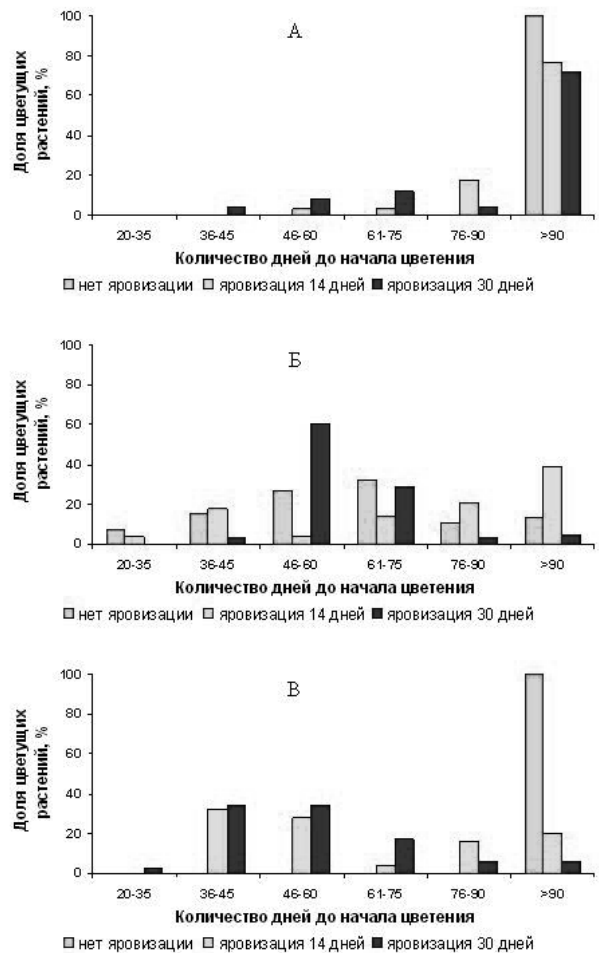 А
100
80
60
40
20
0
Доля цветущих
растений, %
20-35 36-45 46-60 61-75 76-90 >90
Количество дней до начала цветения
нет яровизации яровизация 14 дней яровизация 30 дней
Б
100
80
60
40
20
0
Доля цветущих
растений, %
20-35 36-45 46-60 61-75 76-90 >90
Количество дней до начала цветения
нет яровизации яровизация 14 дней яровизация 30 дней
В
100
80
60
40
20
0
Доля цветущих
растений, %
20-35 36-45 46-60 61-75 76-90 >90
Количество дней до начала цветения
нет яровизации яровизация 14 дней яровизация 30 дней